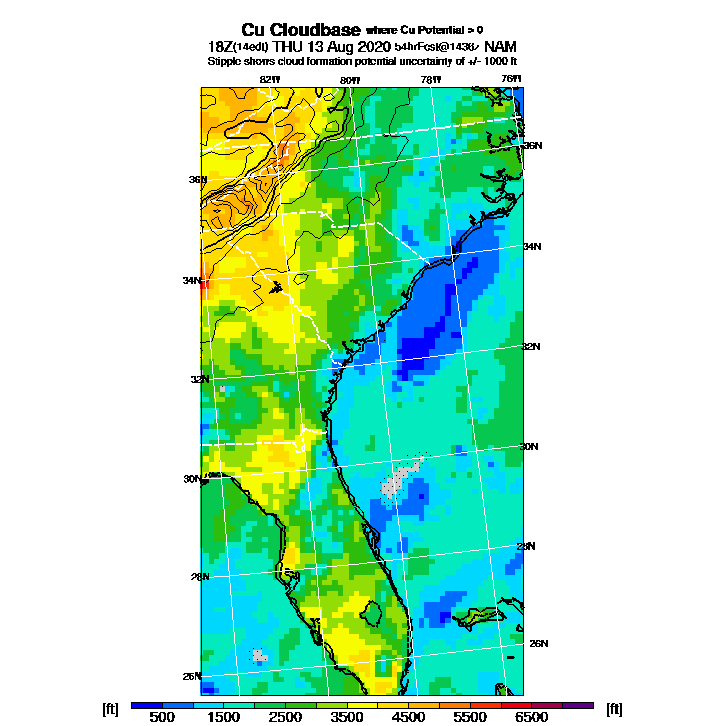 Cu Cloudbase where Cu Potential > 0
18Z(14edt) THU 13 Aug 2020 54hrFcst@1436z NAM
Stipple shows cloud formation potential uncertainty of +/- 1000 ft
82W 80W 78W 76W
36N 36N
34N 34N
32N 32N
30N 30N
28N 28N
26N 26N
[ft] 500 1500 2500 3500 4500 5500 6500 [ft]